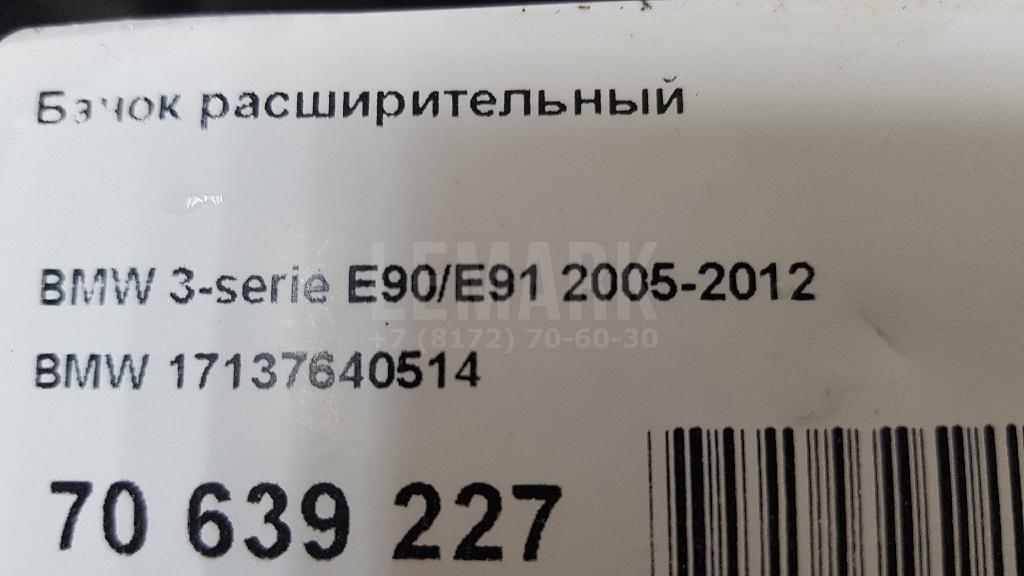 Бачок расширительный
BMW 3-serie E90/E91 2005-2012
BMW 17137640514
70 639 227
LEMARK
+7 (8172) 70-60-30